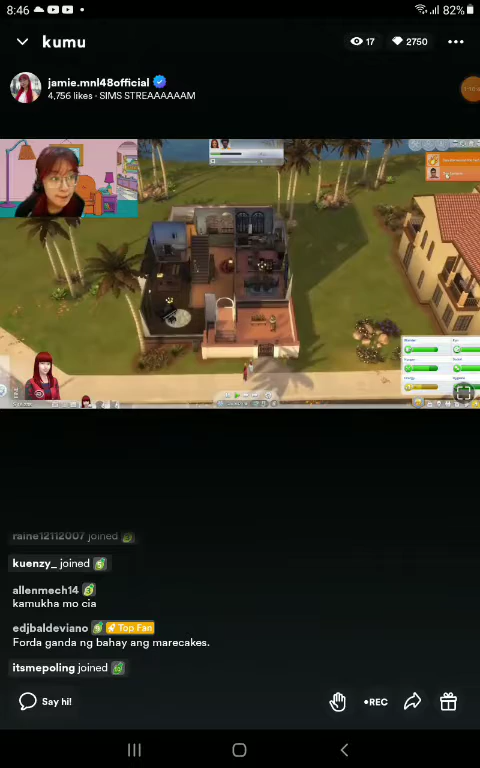 8:46
82%
kumu
17
2750
jamie.mnl48official
4,756 likes · SIMS STREAAAAAAM
raine12112007 joined
kuenzy_ joined
allenmech14
kamukha mo cia
edjbaldeviano Top Fan
Forda ganda ng bahay ang marecakes.
itsmepoling joined
Say hi!
•REC